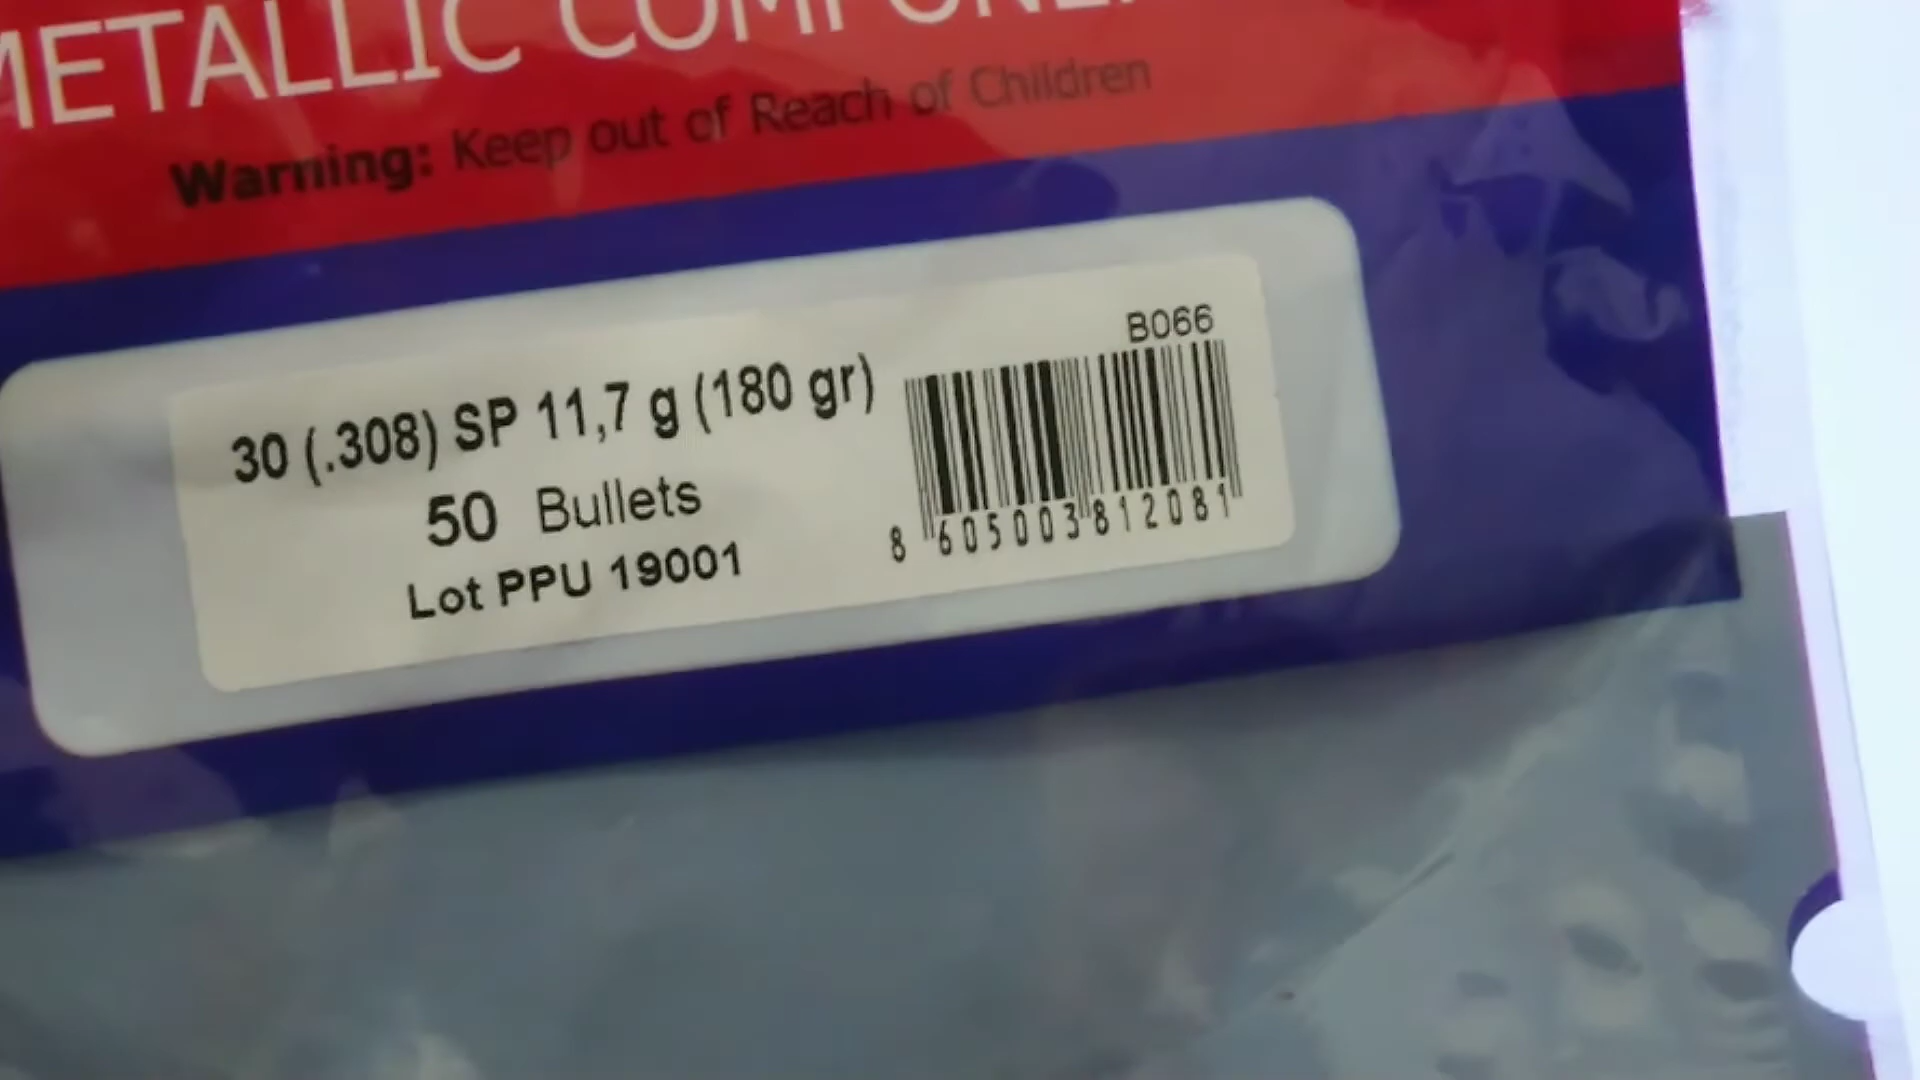 METALLIC COMPONE
Warning: Keep out of Reach of Children
B066
30 (.308) SP 11,7 g (180 gr)
50 Bullets
Lot PPU 19001
8 605003 812081